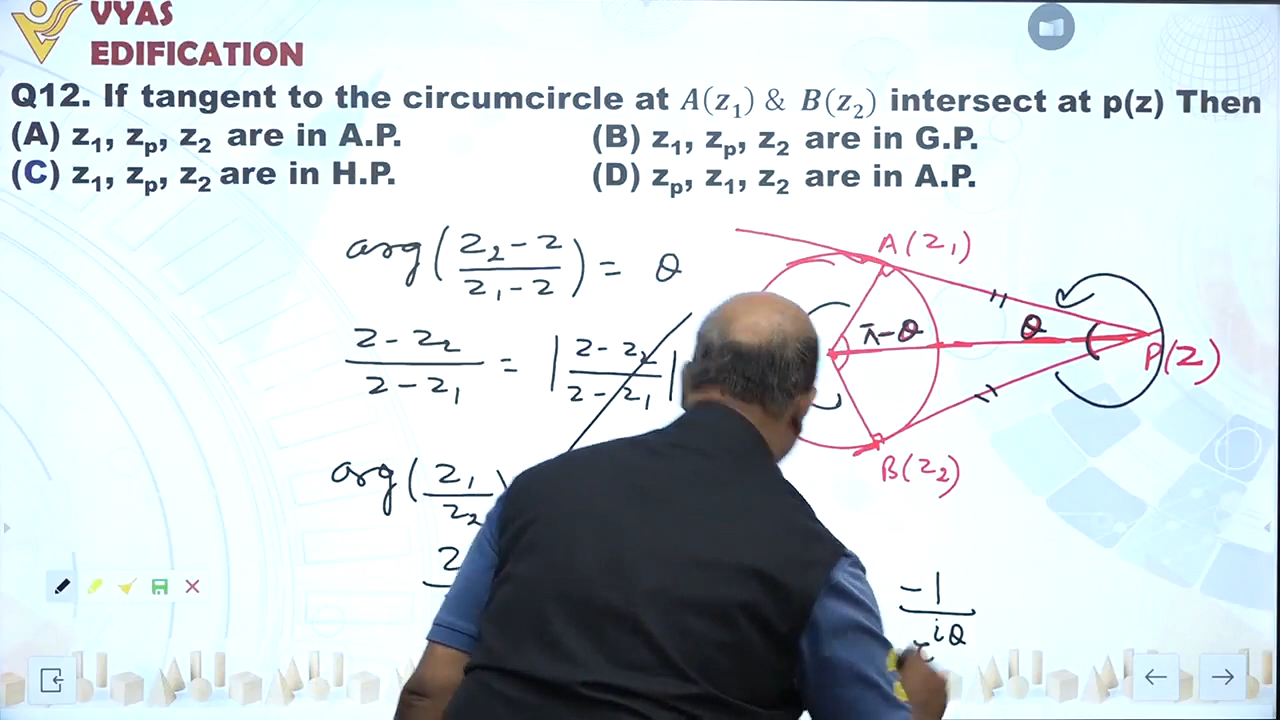 VYAS
EDIFICATION
Q12. If tangent to the circumcircle at A(z₁) & B(z₂) intersect at p(z) Then
(A) z₁, zₚ, z₂ are in A.P.
(B) z₁, zₚ, z₂ are in G.P.
(C) z₁, zₚ, z₂ are in H.P.
(D) zₚ, z₁, z₂ are in A.P.
arg((z₂-z)/(z₁-z)) = θ
(z-z₂)/(z-z₁) = |(z-z₂)/(z-z₁)|
arg(z₁/z₂)
z
A(z₁)
π-θ
θ
P(z)
B(z₂)
-1/e^iθ